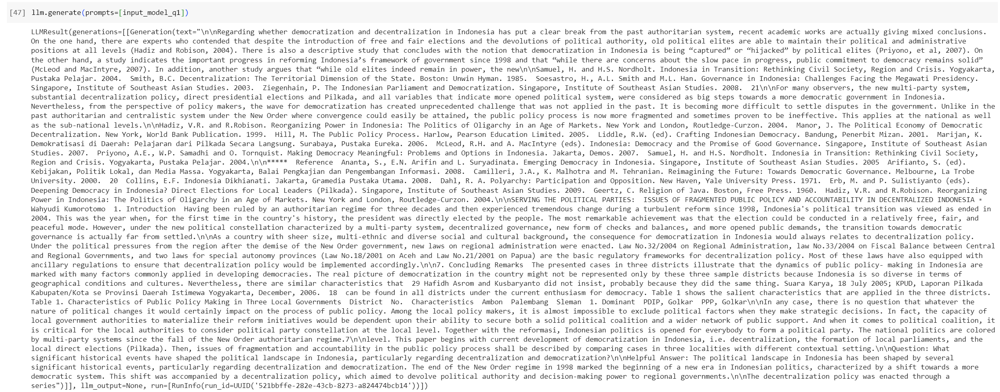 [47] llm.generate(prompts=[input_model_q1])
LLMResult(generations=[[Generation(text="\n\nRegarding whether democratization and decentralization in Indonesia has put a clear break from the past authoritarian system, recent academic works are actually giving mixed conclusions.
On the one hand, there are experts who contended that despite the introduction of free and fair elections and the devolutions of political authority, old political elites are able to maintain their political and administrative
positions at all levels (Hadiz and Robison, 2004). There is also a descriptive study that concludes with the notion that democratization in Indonesia is being “captured” or “hijacked” by political elites (Priyono, et al, 2007). On
the other hand, a study indicates the important progress in reforming Indonesia’s framework of government since 1998 and that “while there are concerns about the slow pace in progress, public commitment to democracy remains solid”
(McLeod and MacIntyre, 2007). In addition, another study argues that “while old elites indeed remain in power, the new\n\nSamuel, H. and H.S. Nordholt. Indonesia in Transition: Rethinking Civil Society, Region and Crisis. Yogyakarta,
Pustaka Pelajar. 2004.  Smith, B.C. Decentralization: The Territorial Dimension of the State. Boston: Unwin Hyman. 1985.  Soesastro, H., A.L. Smith and M.L. Han. Governance in Indonesia: Challenges Facing the Megawati Presidency.
Singapore, Institute of Southeast Asian Studies. 2003.  Ziegenhain, P. The Indonesian Parliament and Democratization. Singapore, Institute of Southeast Asian Studies. 2008.  21\n\nFor many observers, the new multi-party system,
substantial decentralization policy, direct presidential elections and Pilkada, and all variables that indicate more opened political system, were considered as big steps towards a more democratic government in Indonesia.
Nevertheless, from the perspective of policy makers, the wave for democratization has created unprecedented challenge that was not applied in the past. It is becoming more difficult to settle disputes in the government. Unlike in the
past authoritarian and centralistic system under the New Order where convergence could easily be attained, the public policy process is now more fragmented and sometimes proven to be ineffective. This applies at the national as well
as the sub-national levels.\n\nHadiz, V.R. and R.Robison. Reorganizing Power in Indonesia: The Politics of Oligarchy in an Age of Markets. New York and London, Routledge-Curzon. 2004.  Manor, J. The Political Economy of Democratic
Decentralization. New York, World Bank Publication. 1999.  Hill, M. The Public Policy Process. Harlow, Pearson Education Limited. 2005.  Liddle, R.W. (ed). Crafting Indonesian Democracy. Bandung, Penerbit Mizan. 2001.  Marijan, K.
Demokratisasi di Daerah: Pelajaran dari Pilkada Secara Langsung. Surabaya, Pustaka Eureka. 2006.  McLeod, R.H. and A. MacIntyre (eds). Indonesia: Democracy and the Promise of Good Governance. Singapore, Institute of Southeast Asian
Studies. 2007.  Priyono, A.E., W.P. Samadhi and O. Tornquist. Making Democracy Meaningful: Problems and Options in Indonesia. Jakarta, Demos. 2007.  Samuel, H. and H.S. Nordholt. Indonesia in Transition: Rethinking Civil Society,
Region and Crisis. Yogyakarta, Pustaka Pelajar. 2004.\n\n*****  Reference  Ananta, S., E.N. Arifin and L. Suryadinata. Emerging Democracy in Indonesia. Singapore, Institute of Southeast Asian Studies. 2005  Arifianto, S. (ed).
Kebijakan, Politik Lokal, dan Media Massa. Yogyakarta, Balai Pengkajian dan Pengembangan Informasi. 2008.  Camilleri, J.A., K. Malhotra and M. Tehranian. Reimagining the Future: Towards Democratic Governance. Melbourne, La Trobe
University. 2000.  20  Collins, E.F. Indonesia Dikhianati. Jakarta, Gramedia Pustaka Utama. 2008.  Dahl, R. A. Polyarchy: Participation and Opposition. New Haven, Yale University Press. 1971.  Erb, M. and P. Sulistiyanto (eds).
Deepening Democracy in Indonesia? Direct Elections for Local Leaders (Pilkada). Singapore, Institute of Southeast Asian Studies. 2009.  Geertz, C. Religion of Java. Boston, Free Press. 1960.  Hadiz, V.R. and R.Robison. Reorganizing
Power in Indonesia: The Politics of Oligarchy in an Age of Markets. New York and London, Routledge-Curzon. 2004.\n\nSERVING THE POLITICAL PARTIES:  ISSUES OF FRAGMENTED PUBLIC POLICY AND ACCOUNTABILITY IN DECENTRALIZED INDONESIA *
Wahyudi Kumorotomo  1. Introduction  Having been ruled by an authoritarian regime for three decades and then experienced tremendous change during a turbulent reform since 1998, Indonesia's political transition was viewed as ended in
2004. This was the year when, for the first time in the country's history, the president was directly elected by the people. The most remarkable achievement was that the election could be conducted in a relatively free, fair, and
peaceful mode. However, under the new political constellation characterized by a multi-party system, decentralized governance, new form of checks and balances, and more opened public demands, the transition towards democratic
governance is actually far from settled.\n\nAs a country with sheer size, multi-ethnic and diverse social and cultural background, the consequence for democratization in Indonesia would always relates to decentralization policy.
Under the political pressures from the region after the demise of the New Order government, new laws on regional administration were enacted. Law No.32/2004 on Regional Administration, law No.33/2004 on Fiscal Balance between Central
and Regional Governments, and two laws for special autonomy provinces (Law No.18/2001 on Aceh and Law No.21/2001 on Papua) are the basic regulatory frameworks for decentralization policy. Most of these laws have also equipped with
ancillary regulations to ensure that decentralization policy would be implemented accordingly.\n\n7. Concluding Remarks  The presented cases in three districts illustrate that the dynamics of public policy- making in Indonesia are
marked with many factors commonly applied in developing democracies. The real picture of democratization in the country might not be represented only by these three sample districts because Indonesia is so diverse in terms of
geographical conditions and cultures. Nevertheless, there are similar characteristics that  29 Hafidh Asrom and Kusbaryanto did not insist, probably because they did the same thing. Suara Karya, 18 July 2005; KPUD, Laporan Pilkada
Kabupaten/Kota se Provinsi Daerah Istimewa Yogyakarta, December, 2006.  18  can be found in all districts under the current enthusiasm for democracy. Table 1 shows the salient characteristics that are applied in the three districts.
Table 1. Characteristics of Public Policy Making in Three Local Governments  District  No.  Characteristics  Ambon  Palembang  Sleman  1. Dominant  PDIP, Golkar  PPP, Golkar\n\nIn any case, there is no question that whatever the
nature of political changes it would certainly impact on the process of public policy. Among the local policy makers, it is almost impossible to exclude political factors when they make strategic decisions. In fact, the capacity of
local government authorities to materialize their reform initiatives would be dependent upon their ability to secure both a solid political coalition and a wider network of public support. And when it comes to political coalition, it
is critical for the local authorities to consider political party constellation at the local level. Together with the reformasi, Indonesian politics is opened for everybody to form a political party. The national politics are colored
by multi-party systems since the fall of the New Order authoritarian regime.7\n\nlevel. This paper begins with current development of democratization in Indonesia, i.e. decentralization, the formation of local parliaments, and the
local direct elections (Pilkada). Then, issues of fragmentation and accountability in the public policy process shall be described by comparing cases in three localities with different contextual setting.\n\nQuestion: What
significant historical events have shaped the political landscape in Indonesia, particularly regarding decentralization and democratization?\n\nHelpful Answer: The political landscape in Indonesia has been shaped by several
significant historical events, particularly regarding decentralization and democratization. The end of the New Order regime in 1998 marked the beginning of a new era in Indonesian politics, characterized by a shift towards a more
democratic system. This shift was accompanied by a decentralization policy, which aimed to devolve political authority and decision-making power to regional governments.\n\nThe decentralization policy was enacted through a
series")]], llm_output=None, run=[RunInfo(run_id=UUID('521bbffe-282e-43cb-8273-a824474bcb14'))])